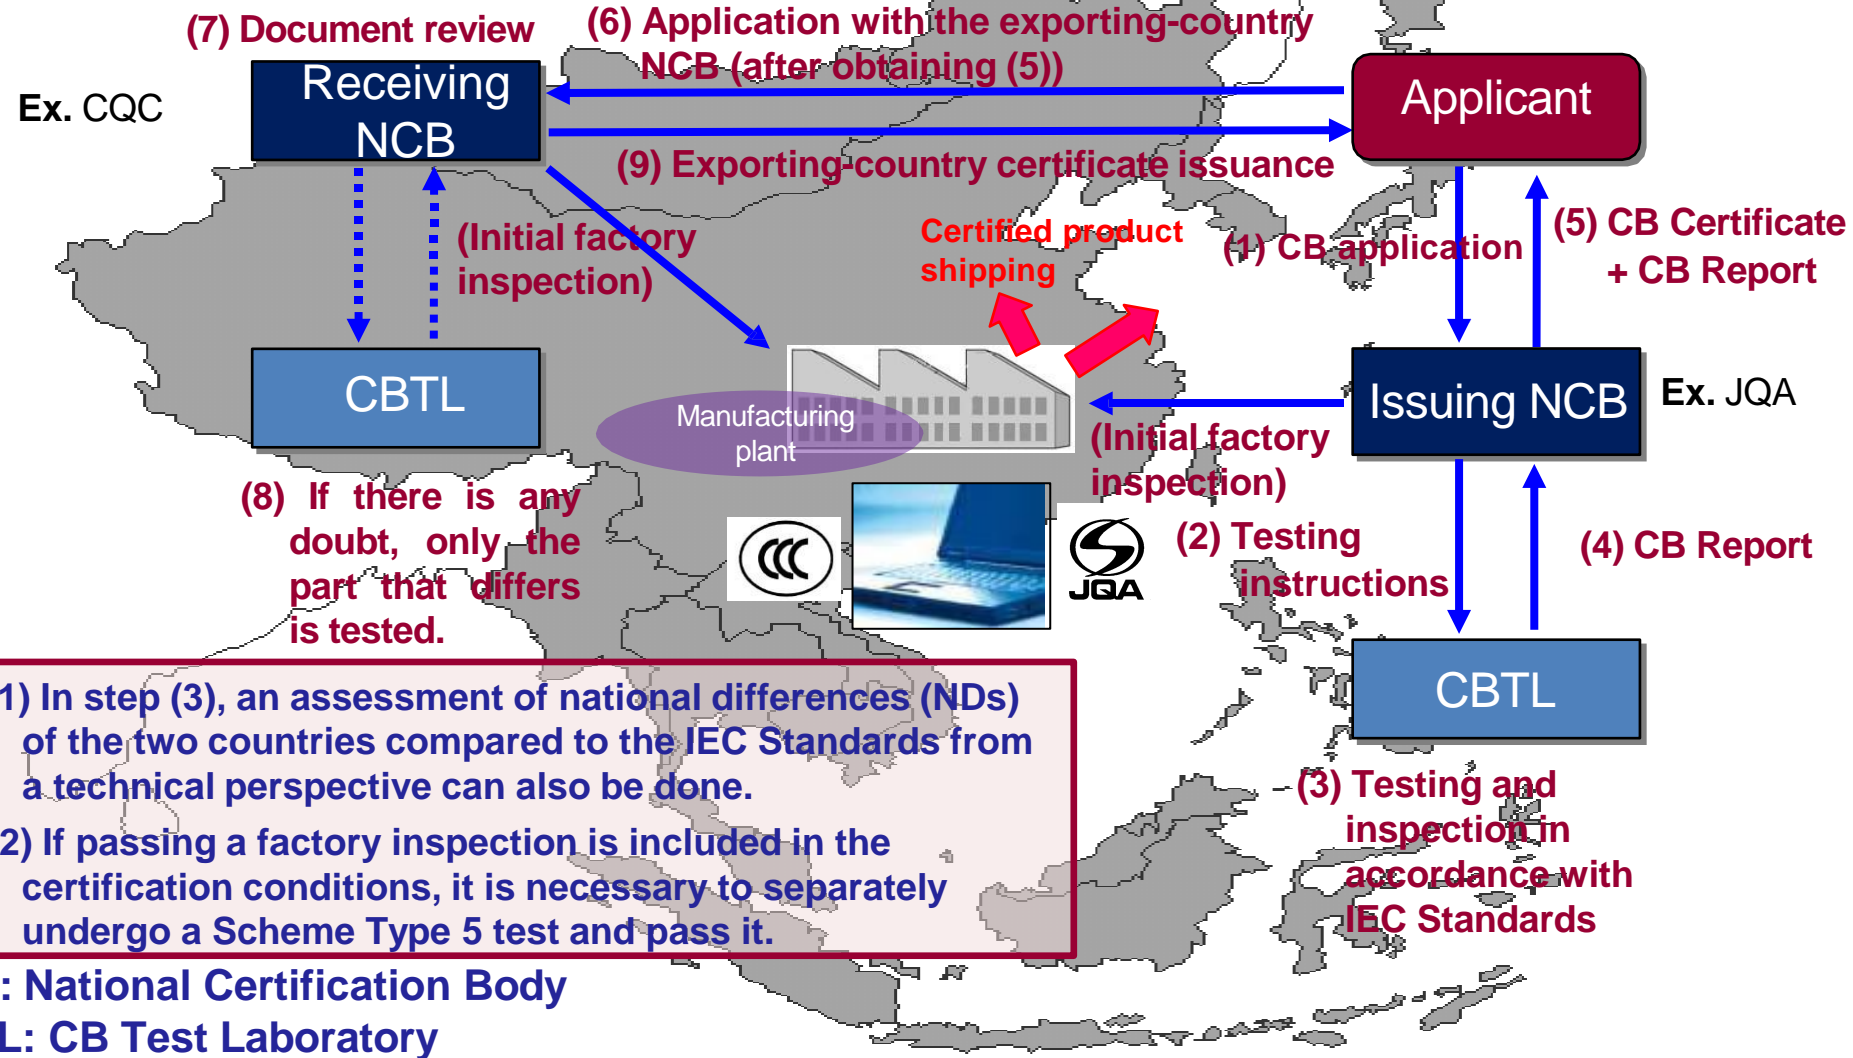 (7) Document review
(6) Application with the exporting-country
NCB (after obtaining (5))
Receiving
NCB
Ex. CQC
Applicant
(9) Exporting-country certificate issuance
(Initial factory
inspection)
Certified product
shipping
(1) CB application
(5) CB Certificate
+ CB Report
CBTL
Manufacturing
plant
Issuing NCB
Ex. JQA
(Initial factory
inspection)
(8) If there is any
doubt, only the
part that differs
is tested.
CCC
JQA
(2) Testing
instructions
(4) CB Report
CBTL
1) In step (3), an assessment of national differences (NDs)
of the two countries compared to the IEC Standards from
a technical perspective can also be done.
2) If passing a factory inspection is included in the
certification conditions, it is necessary to separately
undergo a Scheme Type 5 test and pass it.
(3) Testing and
inspection in
accordance with
IEC Standards
: National Certification Body
L: CB Test Laboratory